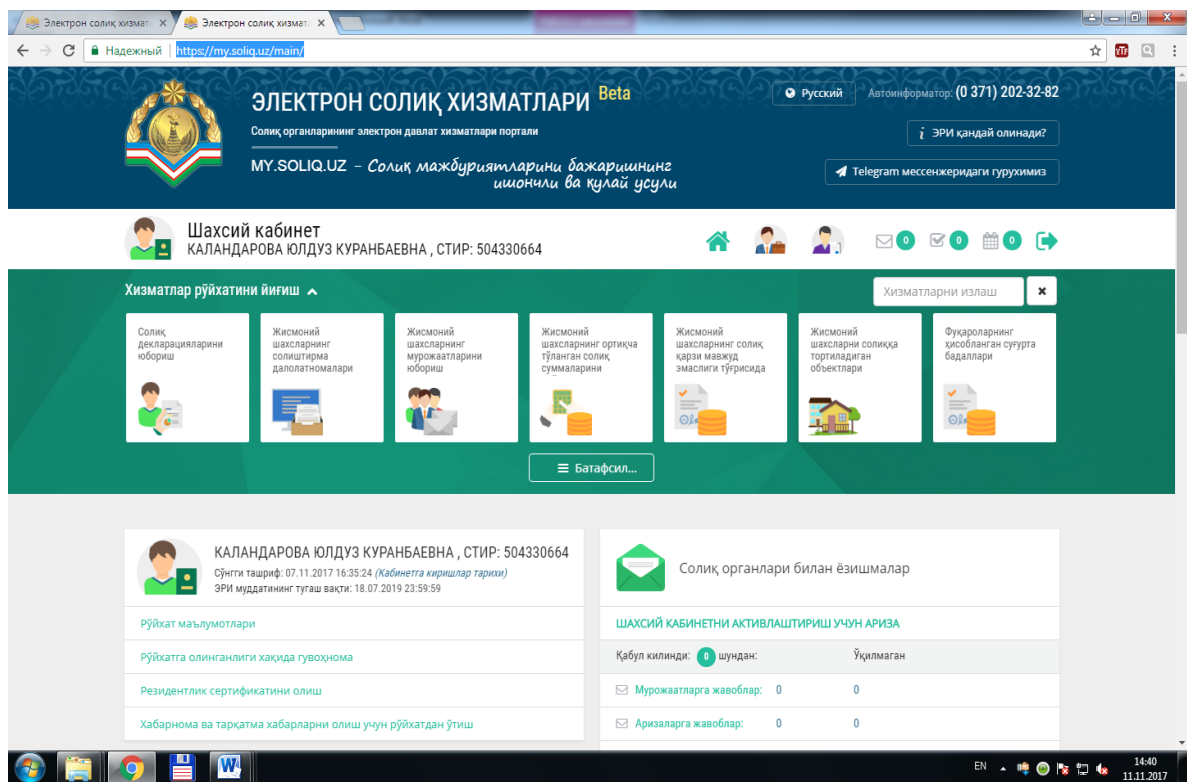 Электрон солиқ хизмат
Электрон солиқ хизмат
Надежный
https://my.soliq.uz/main/
ЭЛЕКТРОН СОЛИҚ ХИЗМАТЛАРИ Beta
Русский
Автоинформатор: (0 371) 202-32-82
Солиқ органларининг электрон давлат хизматлари портали
ЭРИ қандай олинади?
MY.SOLIQ.UZ – Солиқ мажбуриятларини бажаришнинг
ишончли ва қулай усули
Telegram мессенжеридаги гурухимиз
Шахсий кабинет
КАЛАНДАРОВА ЮЛДУЗ КУРАНБАЕВНА , СТИР: 504330664
0 0 0
Хизматлар рўйхатини йиғиш
Хизматларни излаш
Солиқ
декларацияларини
юбориш
Жисмоний
шахсларнинг
солиштирма
далолатномалари
Жисмоний
шахсларнинг
мурожаатларини
юбориш
Жисмоний
шахсларнинг ортиқча
тўланган солиқ
суммаларини
Жисмоний
шахсларнинг солиқ
қарзи мавжуд
эмаслиги тўғрисида
Жисмоний
шахсларни солиққа
тортиладиган
объектлари
Фуқароларнинг
ҳисобланган суғурта
бадаллари
Батафсил...
КАЛАНДАРОВА ЮЛДУЗ КУРАНБАЕВНА , СТИР: 504330664
Сўнгги ташриф: 07.11.2017 16:35:24 (Кабинетга киришлар тарихи)
ЭРИ муддатининг тугаш вақти: 18.07.2019 23:59:59
Рўйхат маълумотлари
Рўйхатга олинганлиги хақида гувоҳнома
Резидентлик сертификатини олиш
Хабарнома ва тарқатма хабарларни олиш учун рўйхатдан ўтиш
Солиқ органлари билан ёзишмалар
ШАХСИЙ КАБИНЕТНИ АКТИВЛАШТИРИШ УЧУН АРИЗА
Қабул килинди: 0 шундан: Ўқилмаган
Мурожаатларга жавоблар: 0 0
Аризаларга жавоблар: 0 0
EN
14:40
11.11.2017